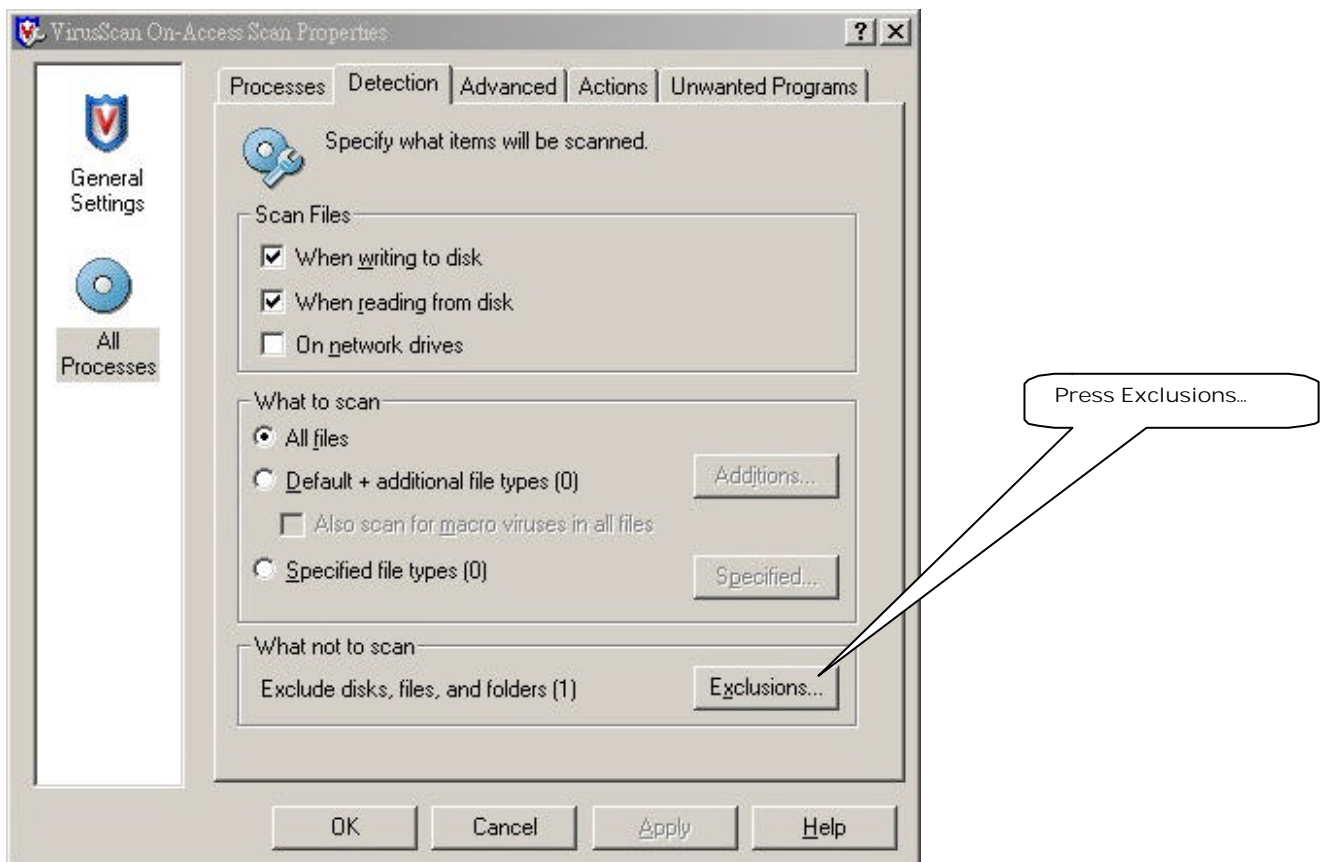 VirusScan On-Access Scan Properties
Processes
Detection
Advanced
Actions
Unwanted Programs
General
Settings
All
Processes
Specify what items will be scanned.
Scan Files
When writing to disk
When reading from disk
On network drives
What to scan
All files
Default + additional file types (0)
Additions...
Also scan for macro viruses in all files
Specified file types (0)
Specified...
What not to scan
Exclude disks, files, and folders (1)
Exclusions...
Press Exclusions…
OK
Cancel
Apply
Help